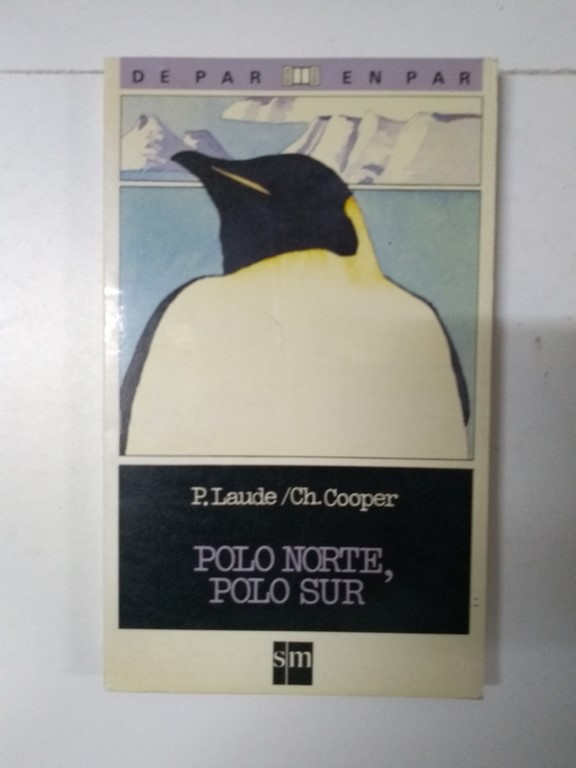 DE PAR EN PAR
P. Laude/Ch. Cooper
POLO NORTE,
POLO SUR
sm